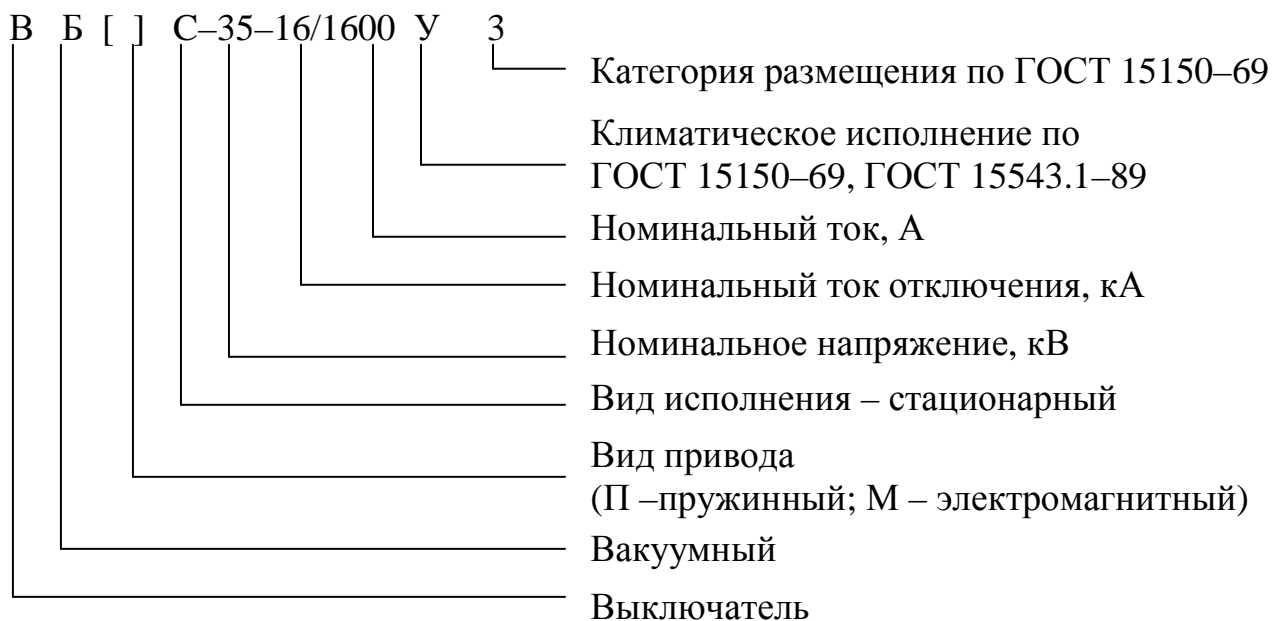 В Б [ ] С–35–16/1600 У 3
Категория размещения по ГОСТ 15150–69
Климатическое исполнение по
ГОСТ 15150–69, ГОСТ 15543.1–89
Номинальный ток, А
Номинальный ток отключения, кА
Номинальное напряжение, кВ
Вид исполнения – стационарный
Вид привода
(П –пружинный; М – электромагнитный)
Вакуумный
Выключатель